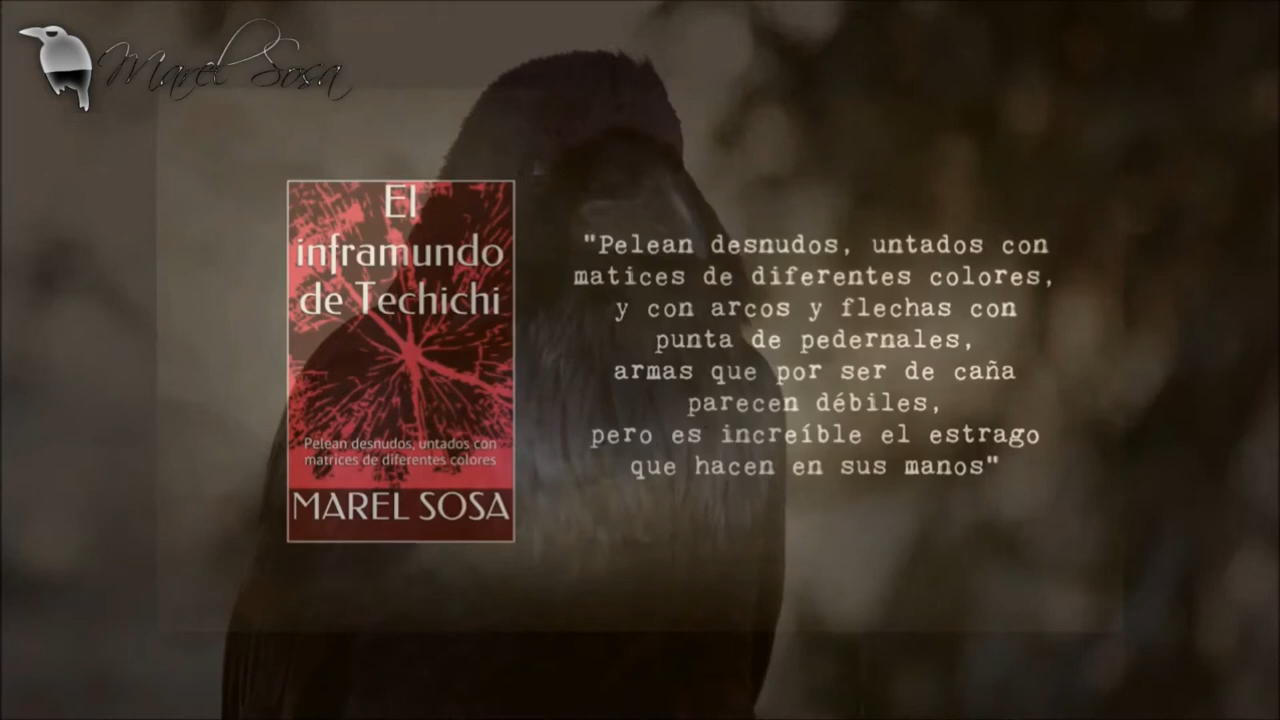 Marel Sosa
El
inframundo
de Techichi
Pelean desnudos, untados con
matrices de diferentes colores
MAREL SOSA
"Pelean desnudos, untados con
matices de diferentes colores,
y con arcos y flechas con
punta de pedernales,
armas que por ser de caña
parecen débiles,
pero es increíble el estrago
que hacen en sus manos"